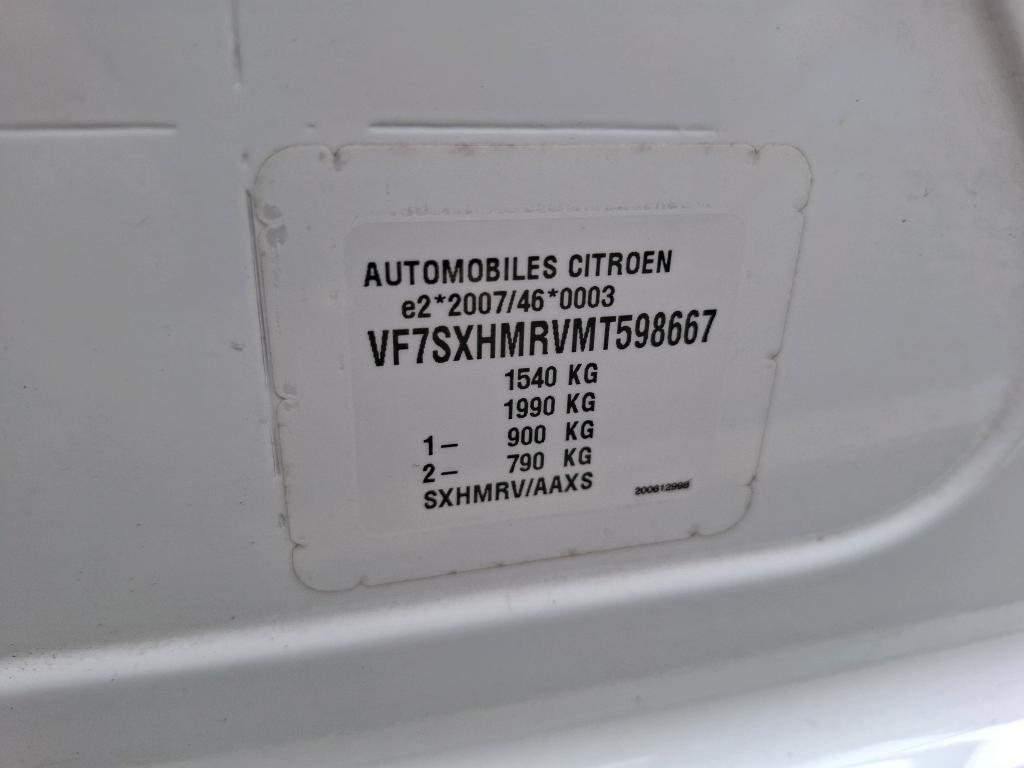 AUTOMOBILES CITROEN
e2*2007/46*0003
VF7SXHMRVMT598667
1540 KG
1990 KG
1- 900 KG
2- 790 KG
SXHMRV/AAXS
200612998